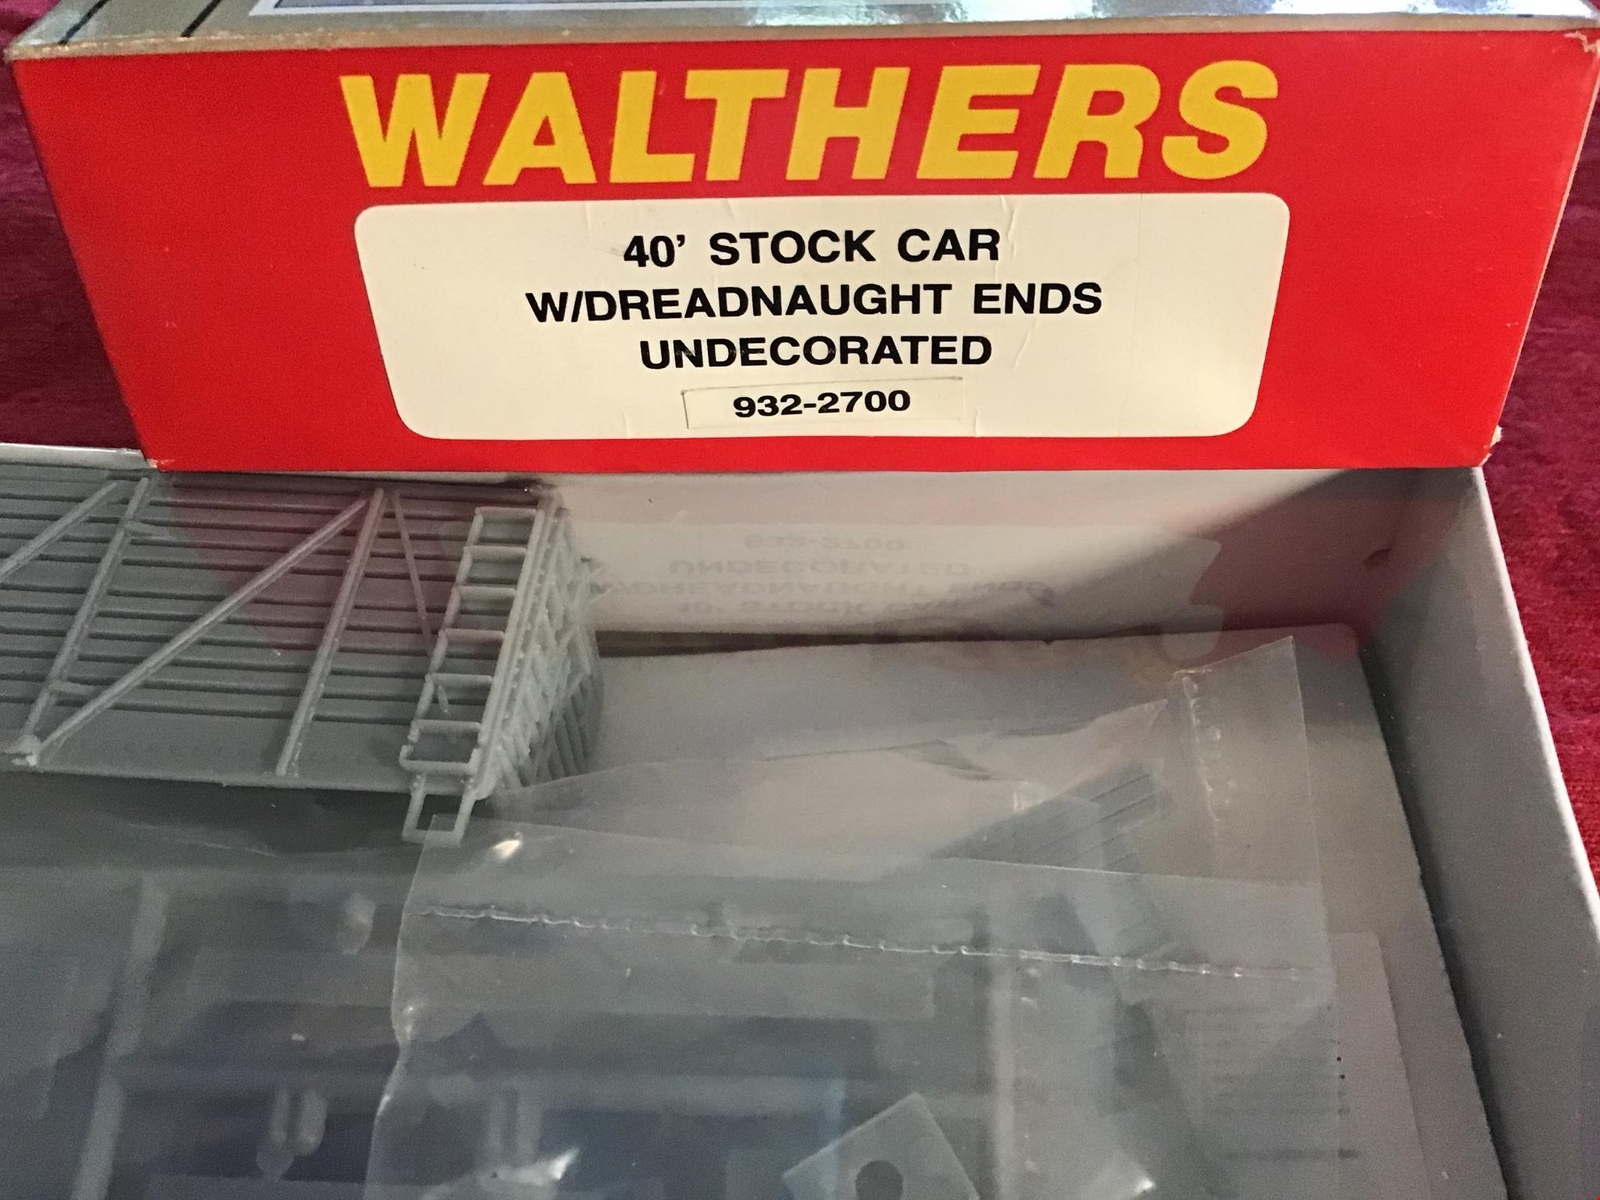 WALTHERS
40' STOCK CAR
W/DREADNAUGHT ENDS
UNDECORATED
932-2700